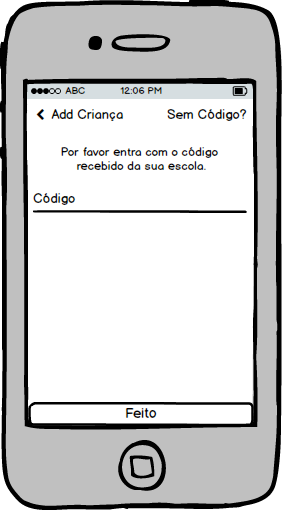 ABC 12:06 PM
Add Criança Sem Código?
Por favor entra com o código
recebido da sua escola.
Código
Feito